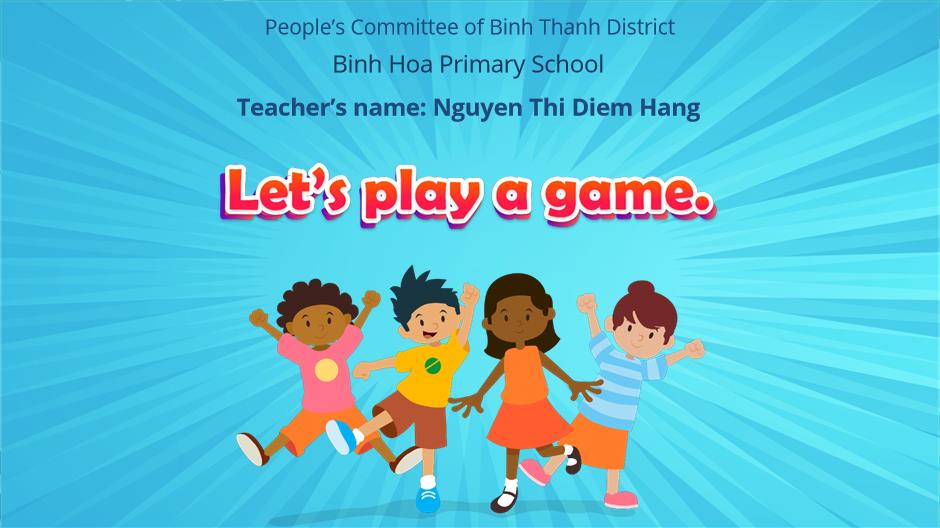 People’s Committee of Binh Thanh District
Binh Hoa Primary School
Teacher’s name: Nguyen Thi Diem Hang
Let’s play a game.